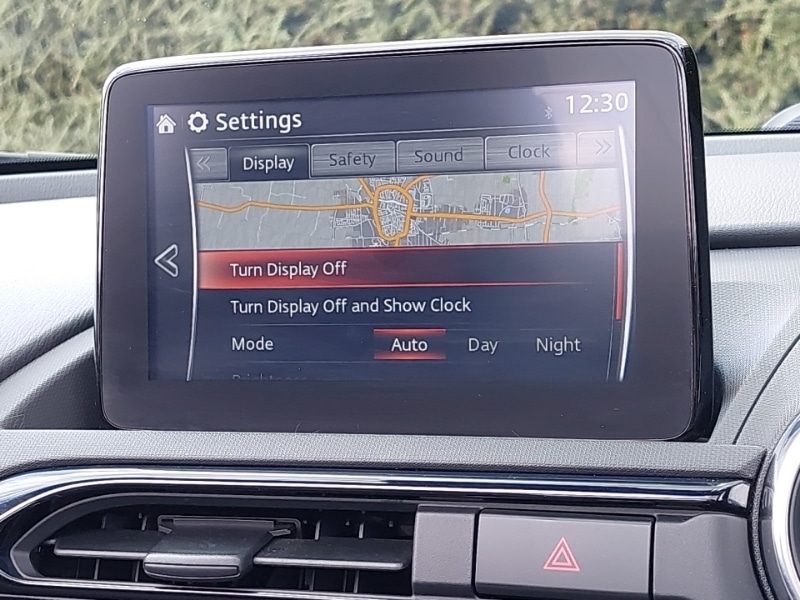 Settings 12:30
Display Safety Sound Clock
Turn Display Off
Turn Display Off and Show Clock
Mode Auto Day Night
Brightness